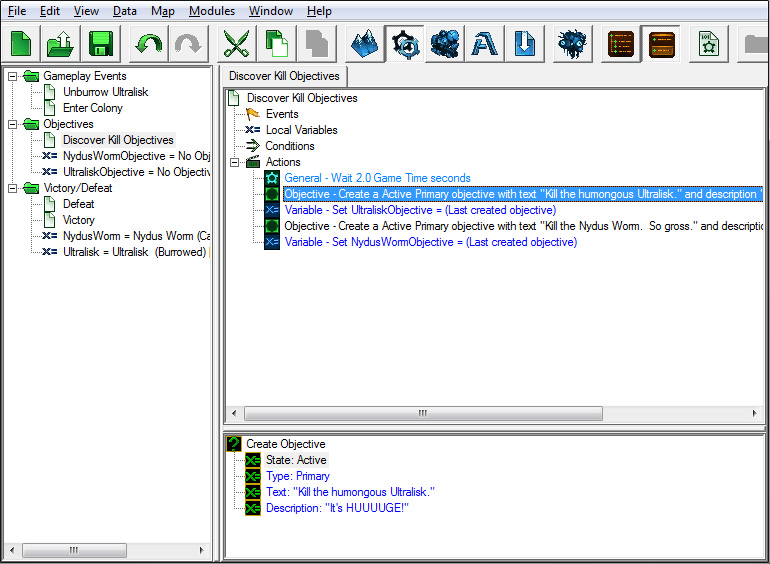 File Edit View Data Map Modules Window Help
Gameplay Events
Unburrow Ultralisk
Enter Colony
Objectives
Discover Kill Objectives
NydusWormObjective = No Obj
UltraliskObjective = No Objectiv
Victory/Defeat
Defeat
Victory
NydusWorm = Nydus Worm (Ca
Ultralisk = Ultralisk (Burrowed) [
Discover Kill Objectives
Discover Kill Objectives
Events
Local Variables
Conditions
Actions
General - Wait 2.0 Game Time seconds
Objective - Create a Active Primary objective with text "Kill the humongous Ultralisk." and description
Variable - Set UltraliskObjective = (Last created objective)
Objective - Create a Active Primary objective with text "Kill the Nydus Worm.  So gross." and descriptio
Variable - Set NydusWormObjective = (Last created objective)
Create Objective
State: Active
Type: Primary
Text: "Kill the humongous Ultralisk."
Description: "It's HUUUUGE!"